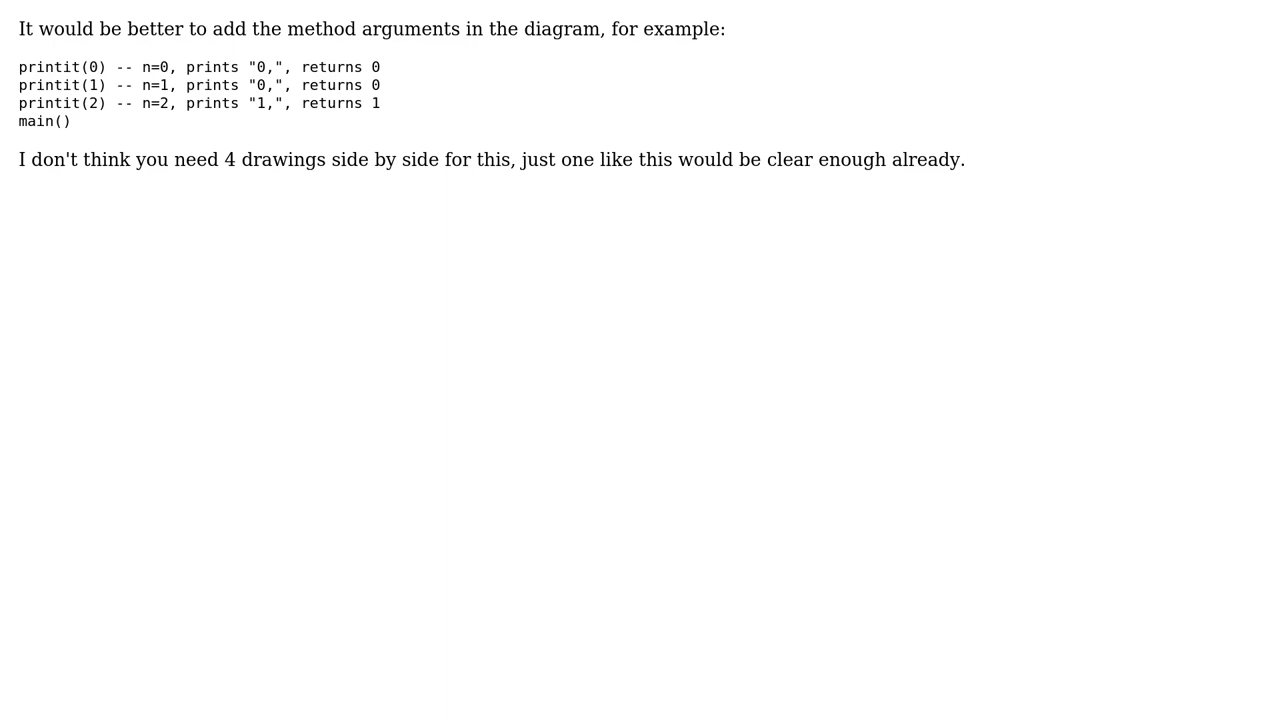 It would be better to add the method arguments in the diagram, for example:
printit(0) -- n=0, prints "0,", returns 0
printit(1) -- n=1, prints "0,", returns 0
printit(2) -- n=2, prints "1,", returns 1
main()
I don't think you need 4 drawings side by side for this, just one like this would be clear enough already.